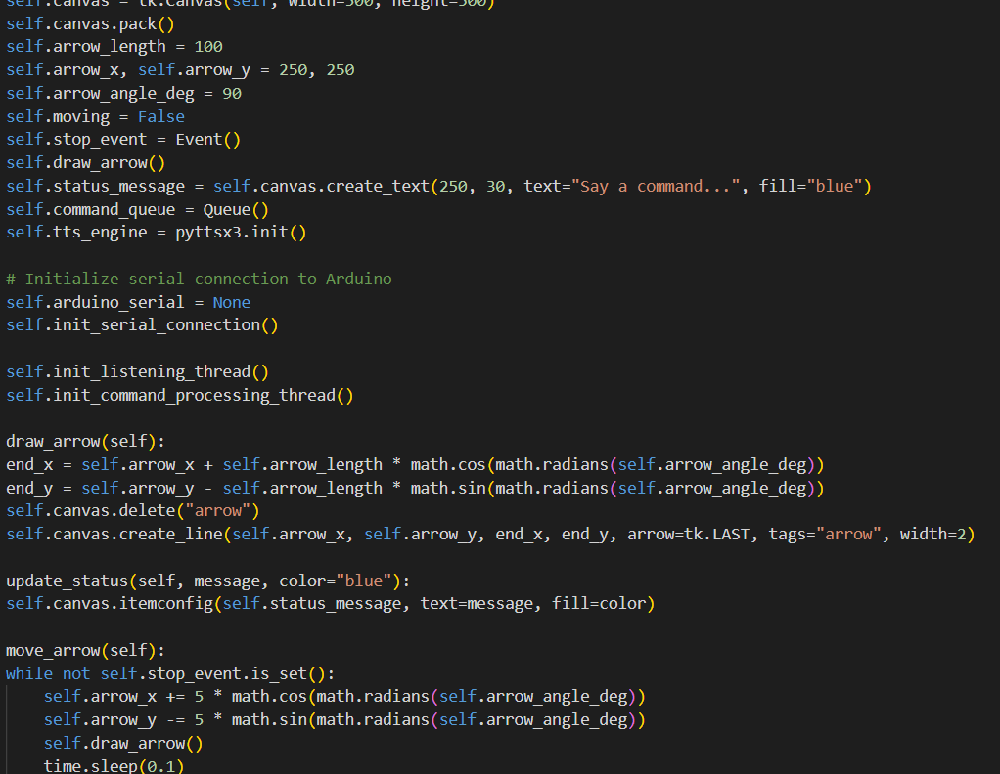 self.canvas = tk.Canvas(self, width=500, height=500)
self.canvas.pack()
self.arrow_length = 100
self.arrow_x, self.arrow_y = 250, 250
self.arrow_angle_deg = 90
self.moving = False
self.stop_event = Event()
self.draw_arrow()
self.status_message = self.canvas.create_text(250, 30, text="Say a command...", fill="blue")
self.command_queue = Queue()
self.tts_engine = pyttsx3.init()

# Initialize serial connection to Arduino
self.arduino_serial = None
self.init_serial_connection()

self.init_listening_thread()
self.init_command_processing_thread()

draw_arrow(self):
end_x = self.arrow_x + self.arrow_length * math.cos(math.radians(self.arrow_angle_deg))
end_y = self.arrow_y - self.arrow_length * math.sin(math.radians(self.arrow_angle_deg))
self.canvas.delete("arrow")
self.canvas.create_line(self.arrow_x, self.arrow_y, end_x, end_y, arrow=tk.LAST, tags="arrow", width=2)

update_status(self, message, color="blue"):
self.canvas.itemconfig(self.status_message, text=message, fill=color)

move_arrow(self):
while not self.stop_event.is_set():
    self.arrow_x += 5 * math.cos(math.radians(self.arrow_angle_deg))
    self.arrow_y -= 5 * math.sin(math.radians(self.arrow_angle_deg))
    self.draw_arrow()
    time.sleep(0.1)